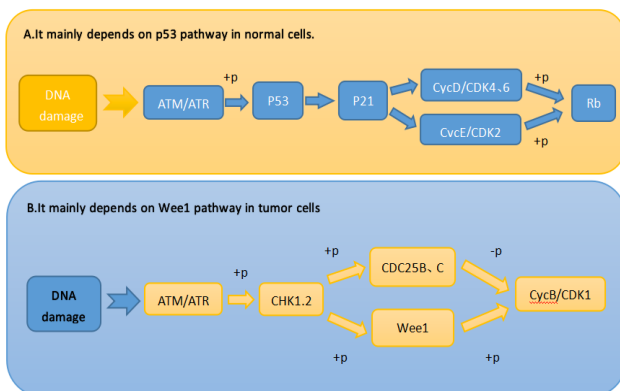 A.It mainly depends on p53 pathway in normal cells.
+p
CycD/CDK4、6
+p
DNA
damage
ATM/ATR
P53
P21
Rb
CvcE/CDK2
+p
B.It mainly depends on Wee1 pathway in tumor cells
+p
CDC25B、C
-p
+p
DNA
damage
ATM/ATR
CHK1.2
CycB/CDK1
Wee1
+p
+p